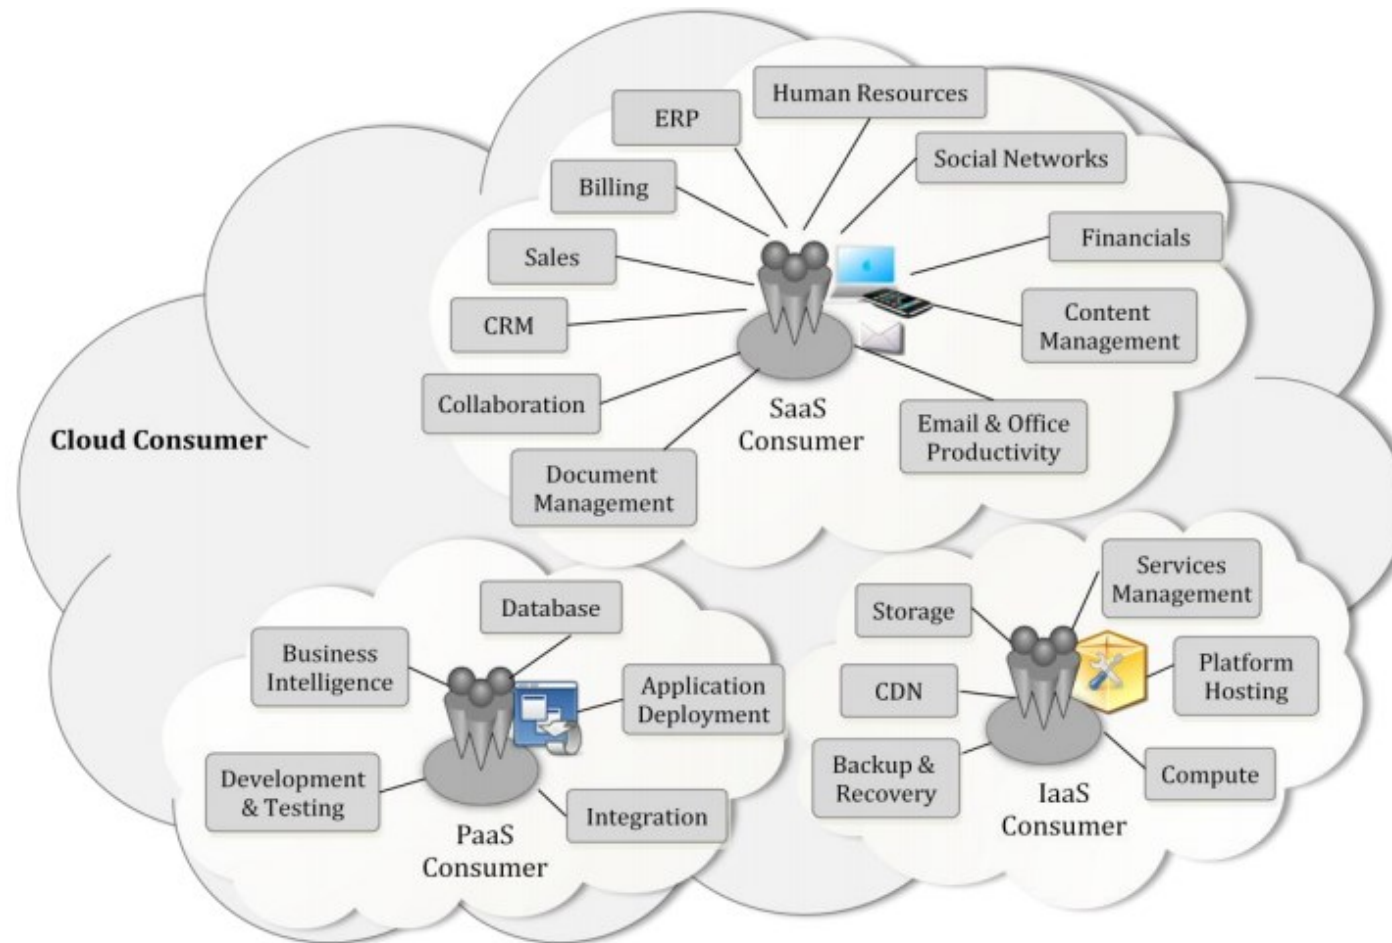 Human Resources
ERP
Social Networks
Billing
Financials
Sales
Content
Management
CRM
Collaboration
SaaS
Consumer
Email & Office
Productivity
Cloud Consumer
Document
Management
Database
Business
Intelligence
Application
Deployment
Development
& Testing
Integration
PaaS
Consumer
Services
Management
Storage
Platform
Hosting
CDN
Backup &
Recovery
Compute
IaaS
Consumer